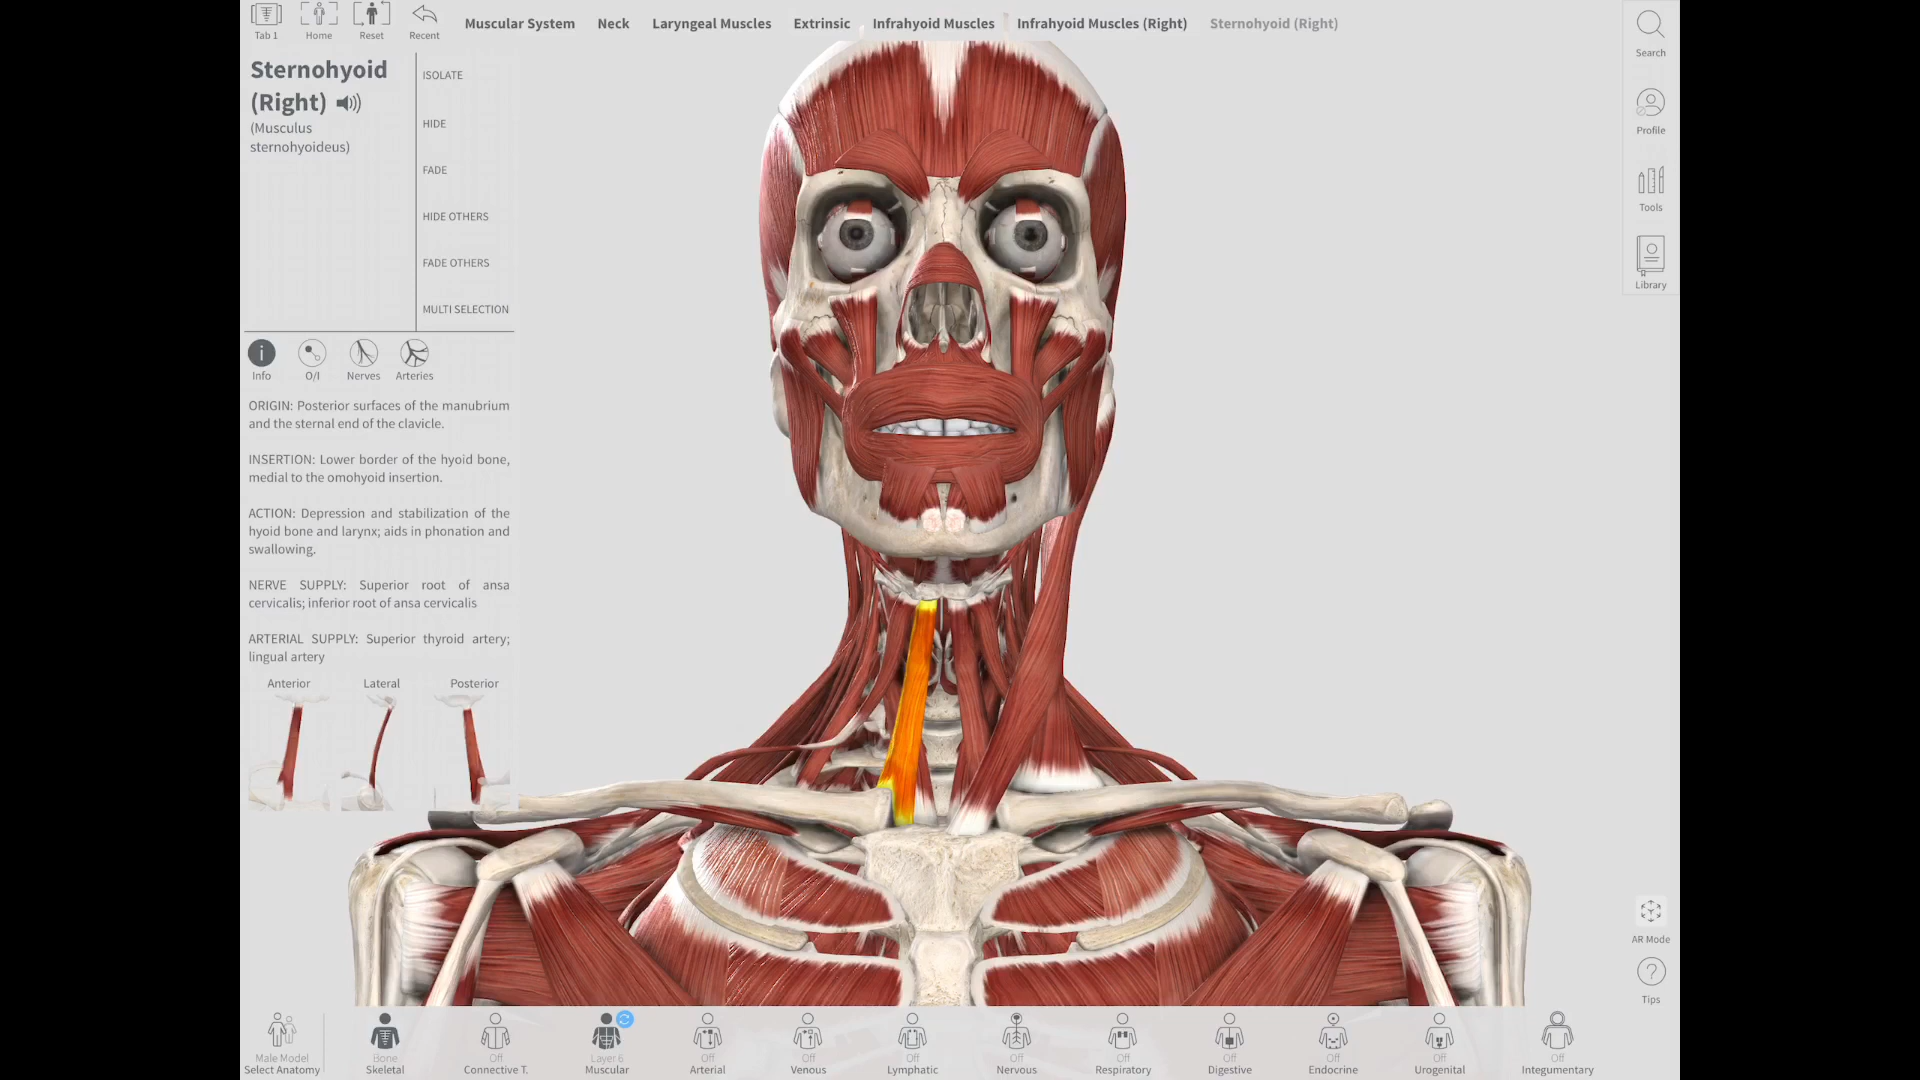 Tab 1
Home
Reset
Recent
Muscular System
Neck
Laryngeal Muscles
Extrinsic
Infrahyoid Muscles
Infrahyoid Muscles (Right)
Sternohyoid (Right)
Sternohyoid
(Right)
(Musculus
sternohyoideus)
ISOLATE
HIDE
FADE
HIDE OTHERS
FADE OTHERS
MULTI SELECTION
Info
O/I
Nerves
Arteries
ORIGIN: Posterior surfaces of the manubrium
and the sternal end of the clavicle.
INSERTION: Lower border of the hyoid bone,
medial to the omohyoid insertion.
ACTION: Depression and stabilization of the
hyoid bone and larynx; aids in phonation and
swallowing.
NERVE SUPPLY: Superior root of ansa
cervicalis; inferior root of ansa cervicalis
ARTERIAL SUPPLY: Superior thyroid artery;
lingual artery
Anterior
Lateral
Posterior
Search
Profile
Tools
Library
AR Mode
?
Tips
Male Model
Select Anatomy
Bone
Skeletal
Off
Connective T.
Layer 6
Muscular
Off
Arterial
Off
Venous
Off
Lymphatic
Off
Nervous
Off
Respiratory
Off
Digestive
Off
Endocrine
Off
Urogenital
Off
Integumentary